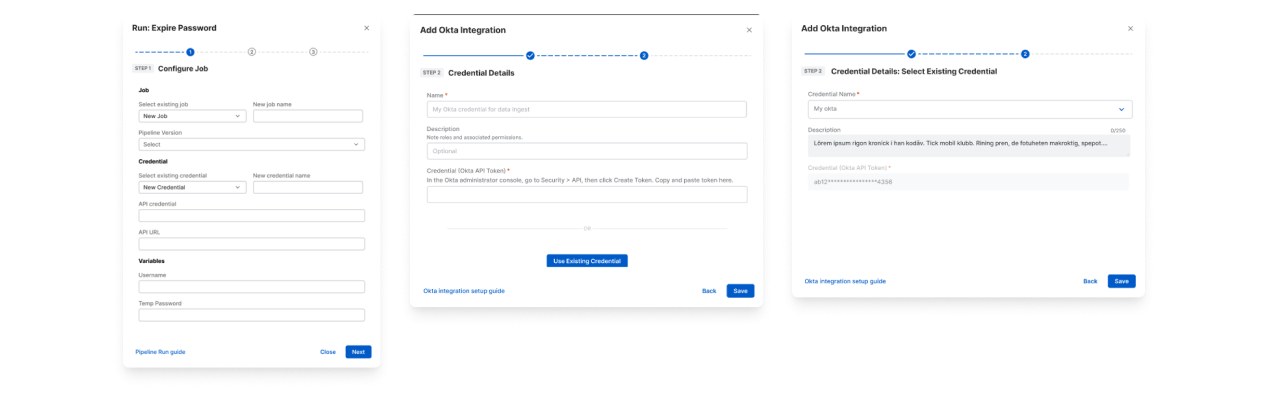 Run: Expire Password
1 2 3
STEP 1 Configure Job
Job
Select existing job New job name
New Job
Pipeline Version
Select
Credential
Select existing credential New credential name
New Credential
API credential
API URL
Variables
Username
Temp Password
Pipeline Run guide Close Next
Add Okta Integration
2
STEP 2 Credential Details
Name *
My Okta credential for data ingest
Description
Note roles and associated permissions.
Optional
Credential (Okta API Token) *
In the Okta administrator console, go to Security > API, then click Create Token. Copy and paste token here.
OR
Use Existing Credential
Okta integration setup guide Back Save
Add Okta Integration
2
STEP 2 Credential Details: Select Existing Credential
Credential Name *
My okta
Description 0/250
Lörem ipsum rigon kronick i han kodåv. Tick mobil klubb. Rining pren, de fotuheten makroktig, spepot....
Credential (Okta API Token) *
abf2****************4356
Okta integration setup guide Back Save